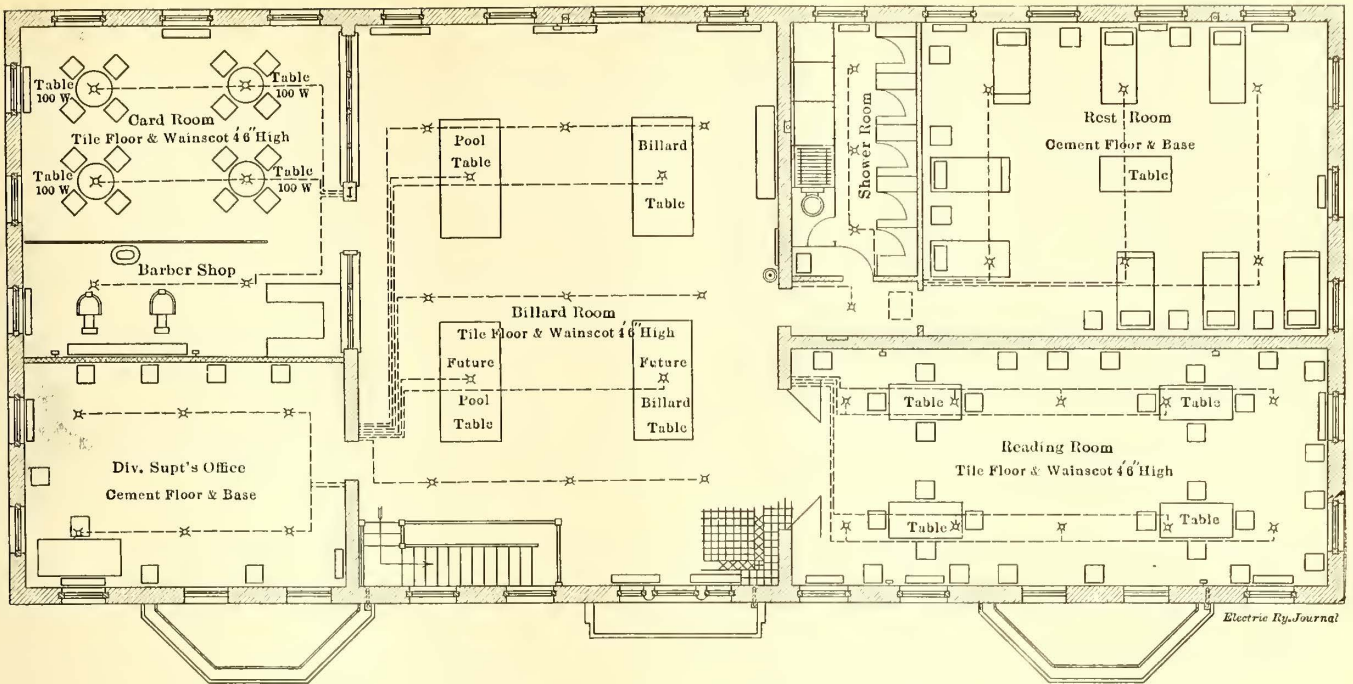 Table
100 W
Table
100 W
Card Room
Tile Floor & Wainscot 4'6" High
Table
100 W
Table
100 W
J
Barber Shop
Div. Supt's Office
Cement Floor & Base
Pool
Table
Billard
Table
Billard Room
Tile Floor & Wainscot 4'6" High
Future
Pool
Table
Future
Billard
Table
Shower Room
Rest Room
Cement Floor & Base
Table
Table
Table
Reading Room
Tile Floor & Wainscot 4'6" High
Table
Table
Electric Ry. Journal